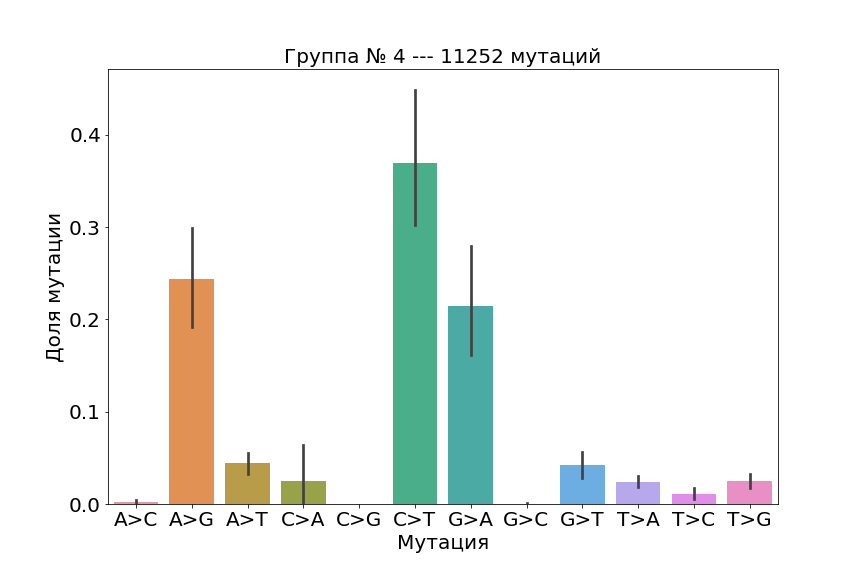 Группа № 4 --- 11252 мутаций
Доля мутации
0.4
0.3
0.2
0.1
0.0
A>C A>G A>T C>A C>G C>T G>A G>C G>T T>A T>C T>G
Мутация